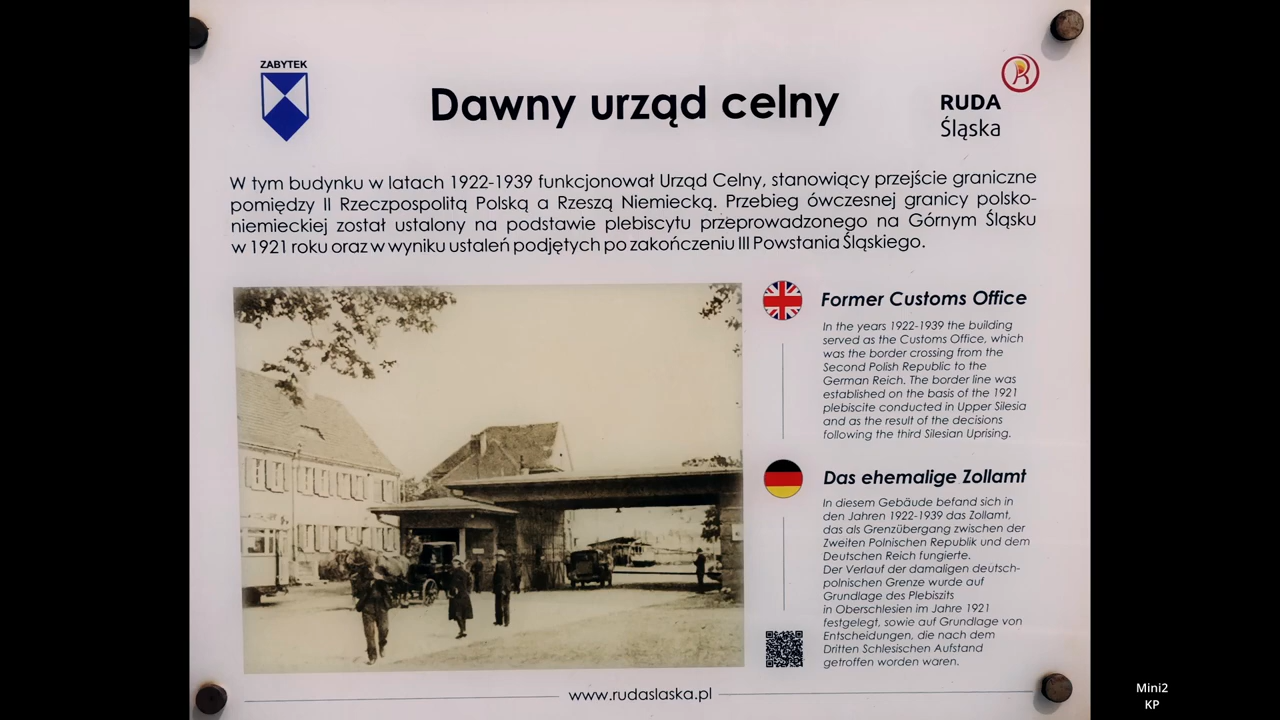 ZABYTEK
Dawny urząd celny
RUDA
Śląska
W tym budynku w latach 1922-1939 funkcjonował Urząd Celny, stanowiący przejście graniczne
pomiędzy II Rzeczpospolitą Polską a Rzeszą Niemiecką. Przebieg ówczesnej granicy polsko-
niemieckiej został ustalony na podstawie plebiscytu przeprowadzonego na Górnym Śląsku
w 1921 roku oraz w wyniku ustaleń podjętych po zakończeniu III Powstania Śląskiego.
Former Customs Office
In the years 1922-1939 the building
served as the Customs Office, which
was the border crossing from the
Second Polish Republic to the
German Reich. The border line was
established on the basis of the 1921
plebiscite conducted in Upper Silesia
and as the result of the decisions
following the third Silesian Uprising.
Das ehemalige Zollamt
In diesem Gebäude befand sich in
den Jahren 1922-1939 das Zollamt,
das als Grenzübergang zwischen der
Zweiten Polnischen Republik und dem
Deutschen Reich fungierte.
Der Verlauf der damaligen deutsch-
polnischen Grenze wurde auf
Grundlage des Plebiszits
in Oberschlesien im Jahre 1921
festgelegt, sowie auf Grundlage von
Entscheidungen, die nach dem
Dritten Schlesischen Aufstand
getroffen worden waren.
www.rudaslaska.pl
Mini2
KP